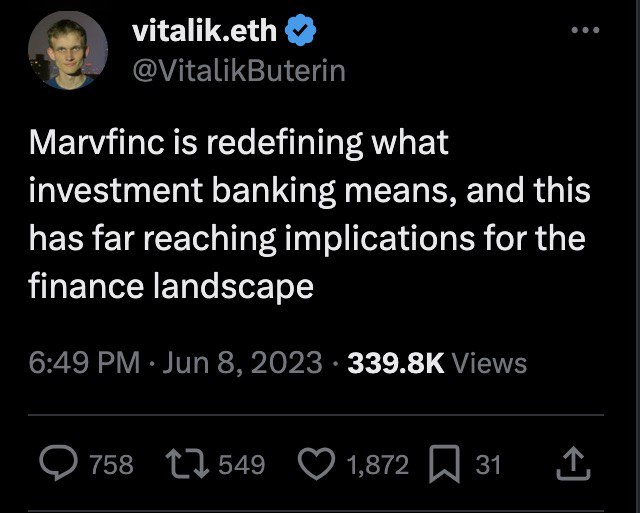 vitalik.eth
@VitalikButerin
Marvfinc is redefining what
investment banking means, and this
has far reaching implications for the
finance landscape
6:49 PM · Jun 8, 2023 · 339.8K Views
758 549 1,872 31